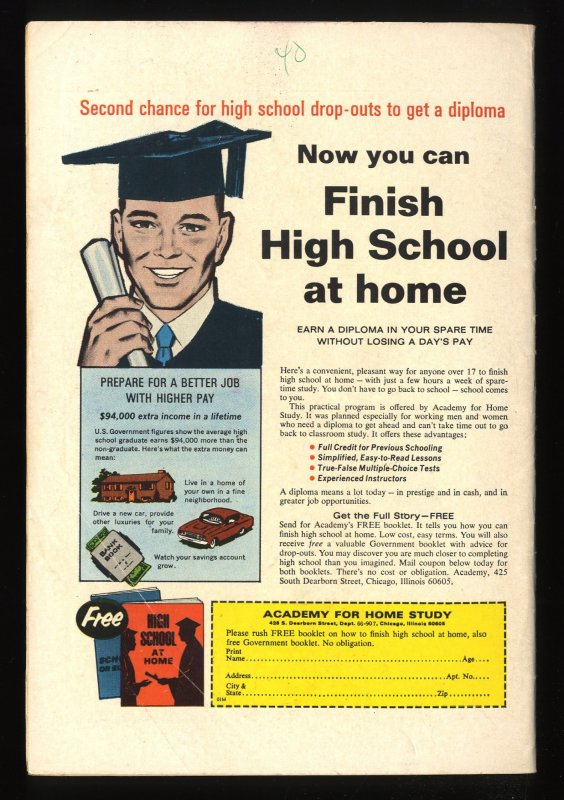 40
Second chance for high school drop-outs to get a diploma
Now you can
Finish
High School
at home
EARN A DIPLOMA IN YOUR SPARE TIME
WITHOUT LOSING A DAY'S PAY
PREPARE FOR A BETTER JOB
WITH HIGHER PAY
$94,000 extra income in a lifetime
U.S. Government figures show the average high
school graduate earns $94,000 more than the
non-graduate. Here's what the extra money can
mean:
Live in a home of
your own in a fine
neighborhood.
Drive a new car, provide
other luxuries for your
family.
BANK
BOOK
Watch your savings account
grow.
Here's a convenient, pleasant way for anyone over 17 to finish
high school at home – with just a few hours a week of spare-
time study. You don't have to go back to school – school comes
to you.
This practical program is offered by Academy for Home
Study. It was planned especially for working men and women
who need a diploma to get ahead and can't take time out to go
back to classroom study. It offers these advantages:
• Full Credit for Previous Schooling
• Simplified, Easy-to-Read Lessons
• True-False Multiple-Choice Tests
• Experienced Instructors
A diploma means a lot today – in prestige and in cash, and in
greater job opportunities.
Get the Full Story–FREE
Send for Academy's FREE booklet. It tells you how you can
finish high school at home. Low cost, easy terms. You will also
receive free a valuable Government booklet with advice for
drop-outs. You may discover you are much closer to completing
high school than you imagine. Mail coupon below today for
both booklets. There's no cost or obligation. Academy, 425
South Dearborn Street, Chicago, Illinois 60605.
Free
HIGH
SCHOOL
AT
HOME
SCH
OR
ACADEMY FOR HOME STUDY
425 S. Dearborn Street, Dept. 66-907, Chicago, Illinois 60605
Please rush FREE booklet on how to finish high school at home, also
free Government booklet. No obligation.
Print
Name Age
Address Apt. No.
City &
State Zip